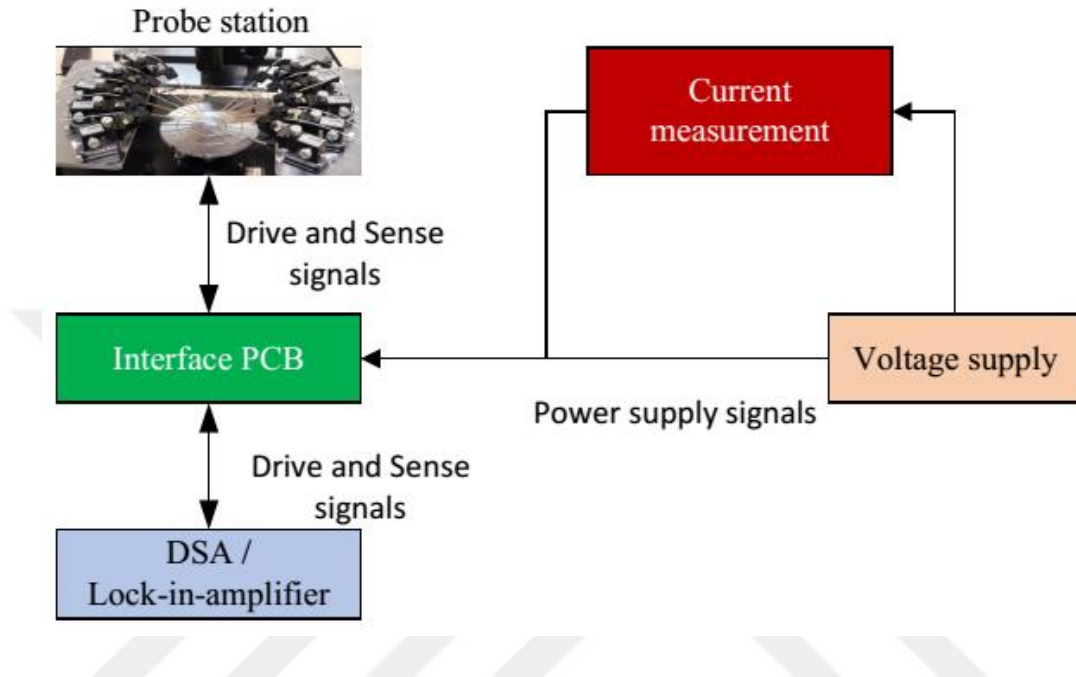 Probe station
Current
measurement
Drive and Sense
signals
Interface PCB
Voltage supply
Power supply signals
Drive and Sense
signals
DSA /
Lock-in-amplifier